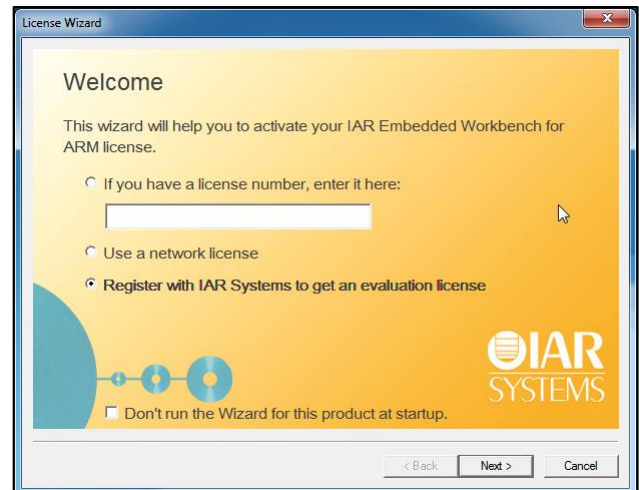 License Wizard
Welcome
This wizard will help you to activate your IAR Embedded Workbench for
ARM license.
If you have a license number, enter it here:
Use a network license
Register with IAR Systems to get an evaluation license
IAR
SYSTEMS
Don't run the Wizard for this product at startup.
< Back Next > Cancel